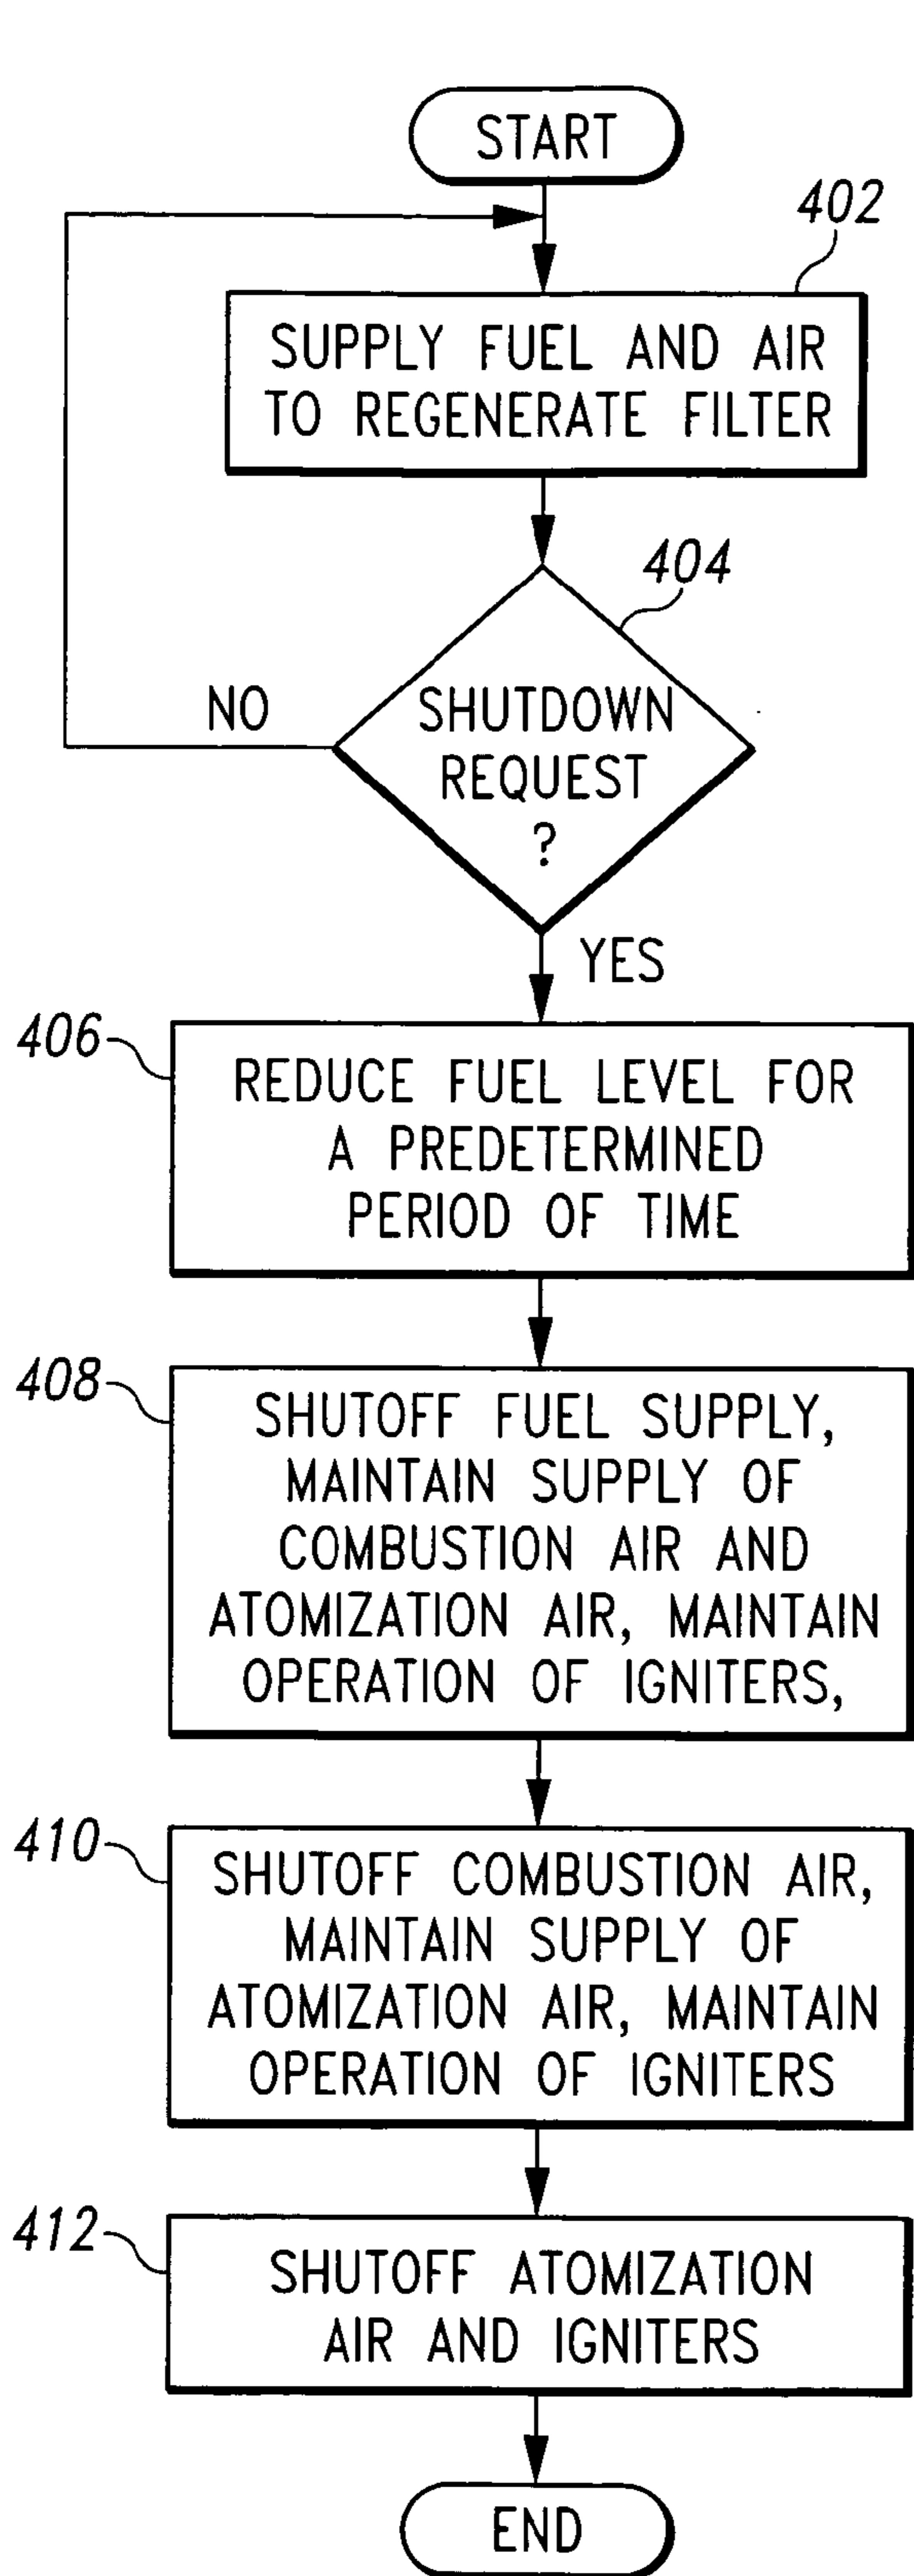 START
402
SUPPLY FUEL AND AIR
TO REGENERATE FILTER
404
SHUTDOWN
REQUEST
?
NO
YES
406
REDUCE FUEL LEVEL FOR
A PREDETERMINED
PERIOD OF TIME
408
SHUTOFF FUEL SUPPLY,
MAINTAIN SUPPLY OF
COMBUSTION AIR AND
ATOMIZATION AIR, MAINTAIN
OPERATION OF IGNITERS,
410
SHUTOFF COMBUSTION AIR,
MAINTAIN SUPPLY OF
ATOMIZATION AIR, MAINTAIN
OPERATION OF IGNITERS
412
SHUTOFF ATOMIZATION
AIR AND IGNITERS
END